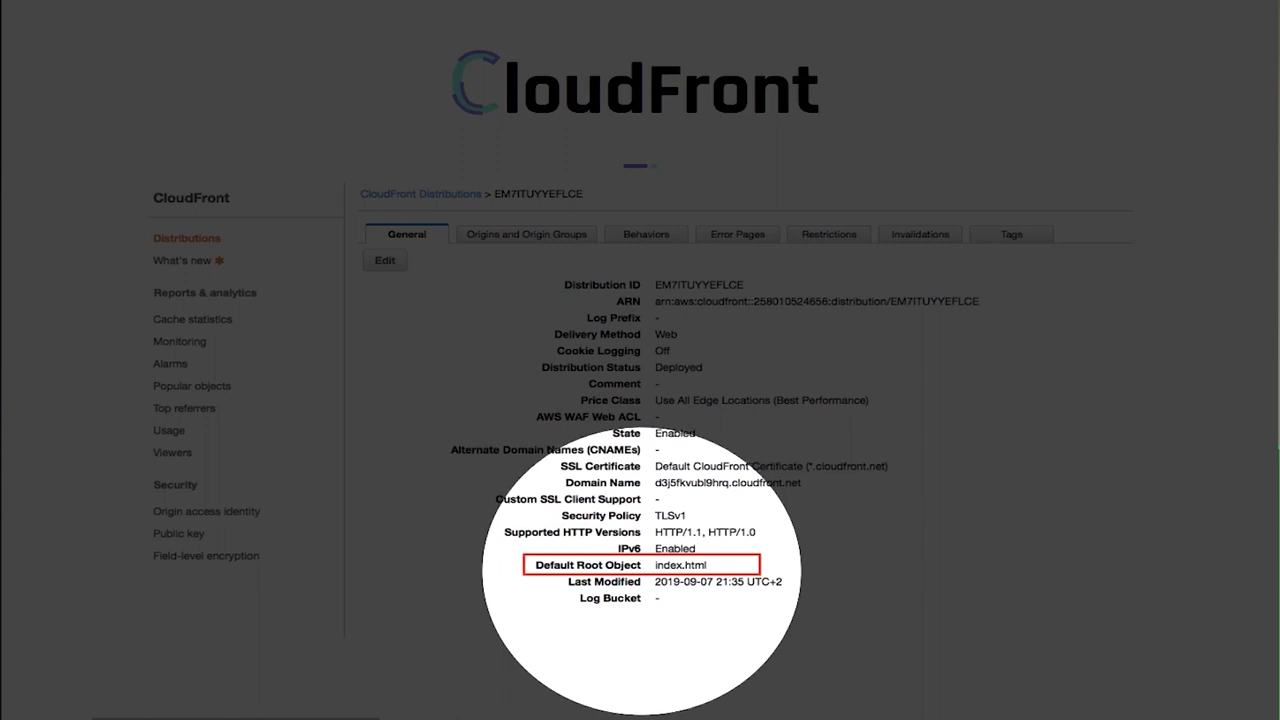 CloudFront
CloudFront
CloudFront Distributions > EM7ITUYYEFLCE
Distributions
What's new *
Reports & analytics
Cache statistics
Monitoring
Alarms
Popular objects
Top referrers
Usage
Viewers
Security
Origin access identity
Public key
Field-level encryption
General Origins and Origin Groups Behaviors Error Pages Restrictions Invalidations Tags
Edit
Distribution ID EM7ITUYYEFLCE
ARN arn:aws:cloudfront::258010524656:distribution/EM7ITUYYEFLCE
Log Prefix -
Delivery Method Web
Cookie Logging Off
Distribution Status Deployed
Comment -
Price Class Use All Edge Locations (Best Performance)
AWS WAF Web ACL -
State Enabled
Alternate Domain Names (CNAMEs) -
SSL Certificate Default CloudFront Certificate (*.cloudfront.net)
Domain Name d3j5fkvubl9hrq.cloudfront.net
Custom SSL Client Support -
Security Policy TLSv1
Supported HTTP Versions HTTP/1.1, HTTP/1.0
IPv6 Enabled
Default Root Object index.html
Last Modified 2019-09-07 21:35 UTC+2
Log Bucket -